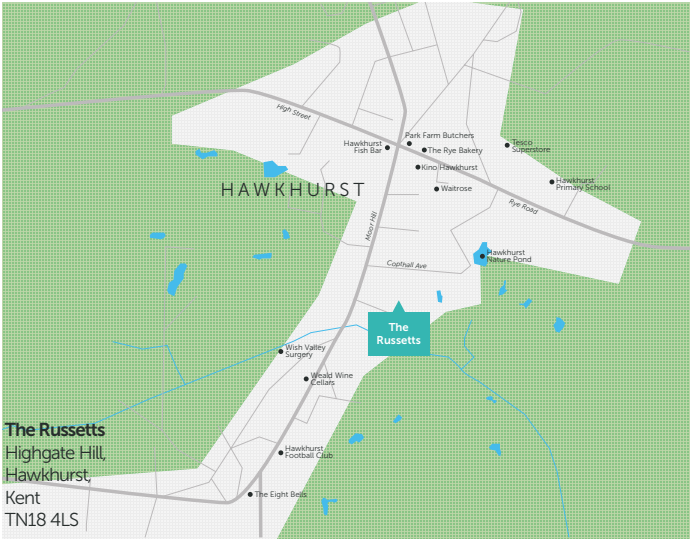 High Street
Park Farm Butchers
Hawkhurst
Fish Bar
The Rye Bakery
Tesco
Superstore
Kino Hawkhurst
HAWKHURST
Waitrose
Hawkhurst
Primary School
Rye Road
Moor Hill
Hawkhurst
Nature Pond
Copthall Ave
The
Russetts
Wish Valley
Surgery
Weald Wine
Cellars
The Russetts
Highgate Hill,
Hawkhurst,
Kent
TN18 4LS
Hawkhurst
Football Club
The Eight Bells